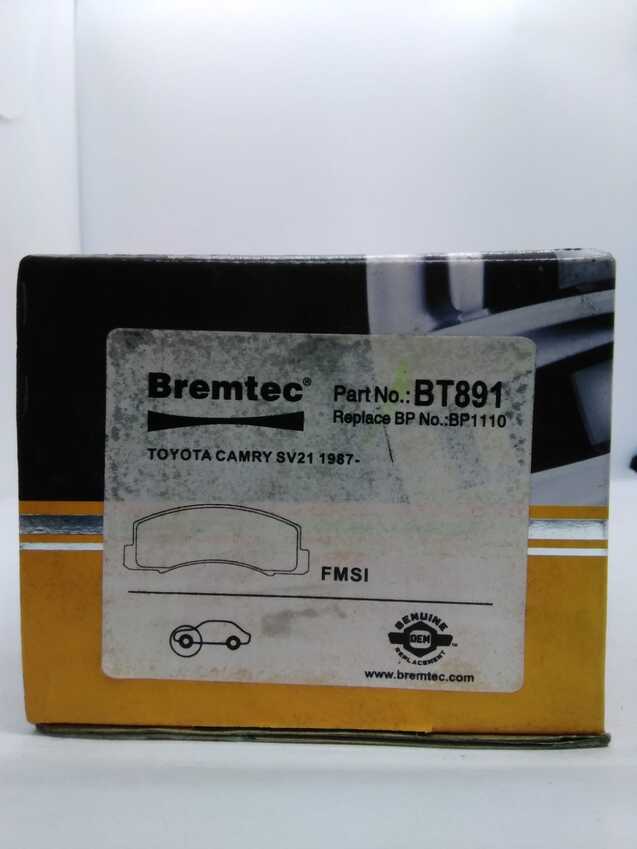 Bremtec®
Part No.: BT891
Replace BP No.:BP1110
TOYOTA CAMRY SV21 1987-
FMSI
GENUINE
OEM
REPLACEMENT
TM
www.bremtec.com